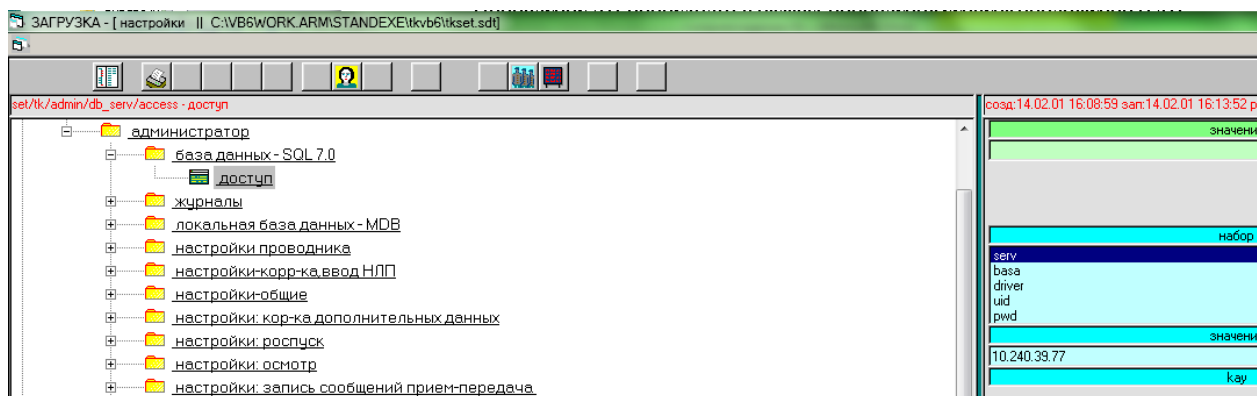 ЗАГРУЗКА - [ настройки || C:\VB6WORK.ARM\STANDEXE\tkvb6\tkset.sdt]
set/tk/admin/db_serv/access - доступ
созд:14.02.01 16:08:59 зап:14.02.01 16:13:52 р
администратор
база данных - SQL 7.0
доступ
журналы
локальная база данных - MDB
настройки проводника
настройки-корр-ка,ввод НЛП
настройки-общие
настройки: кор-ка дополнительных данных
настройки: роспуск
настройки: осмотр
настройки: запись сообщений прием-передача
значени
набор
serv
basa
driver
uid
pwd
значени
10.240.39.77
kay